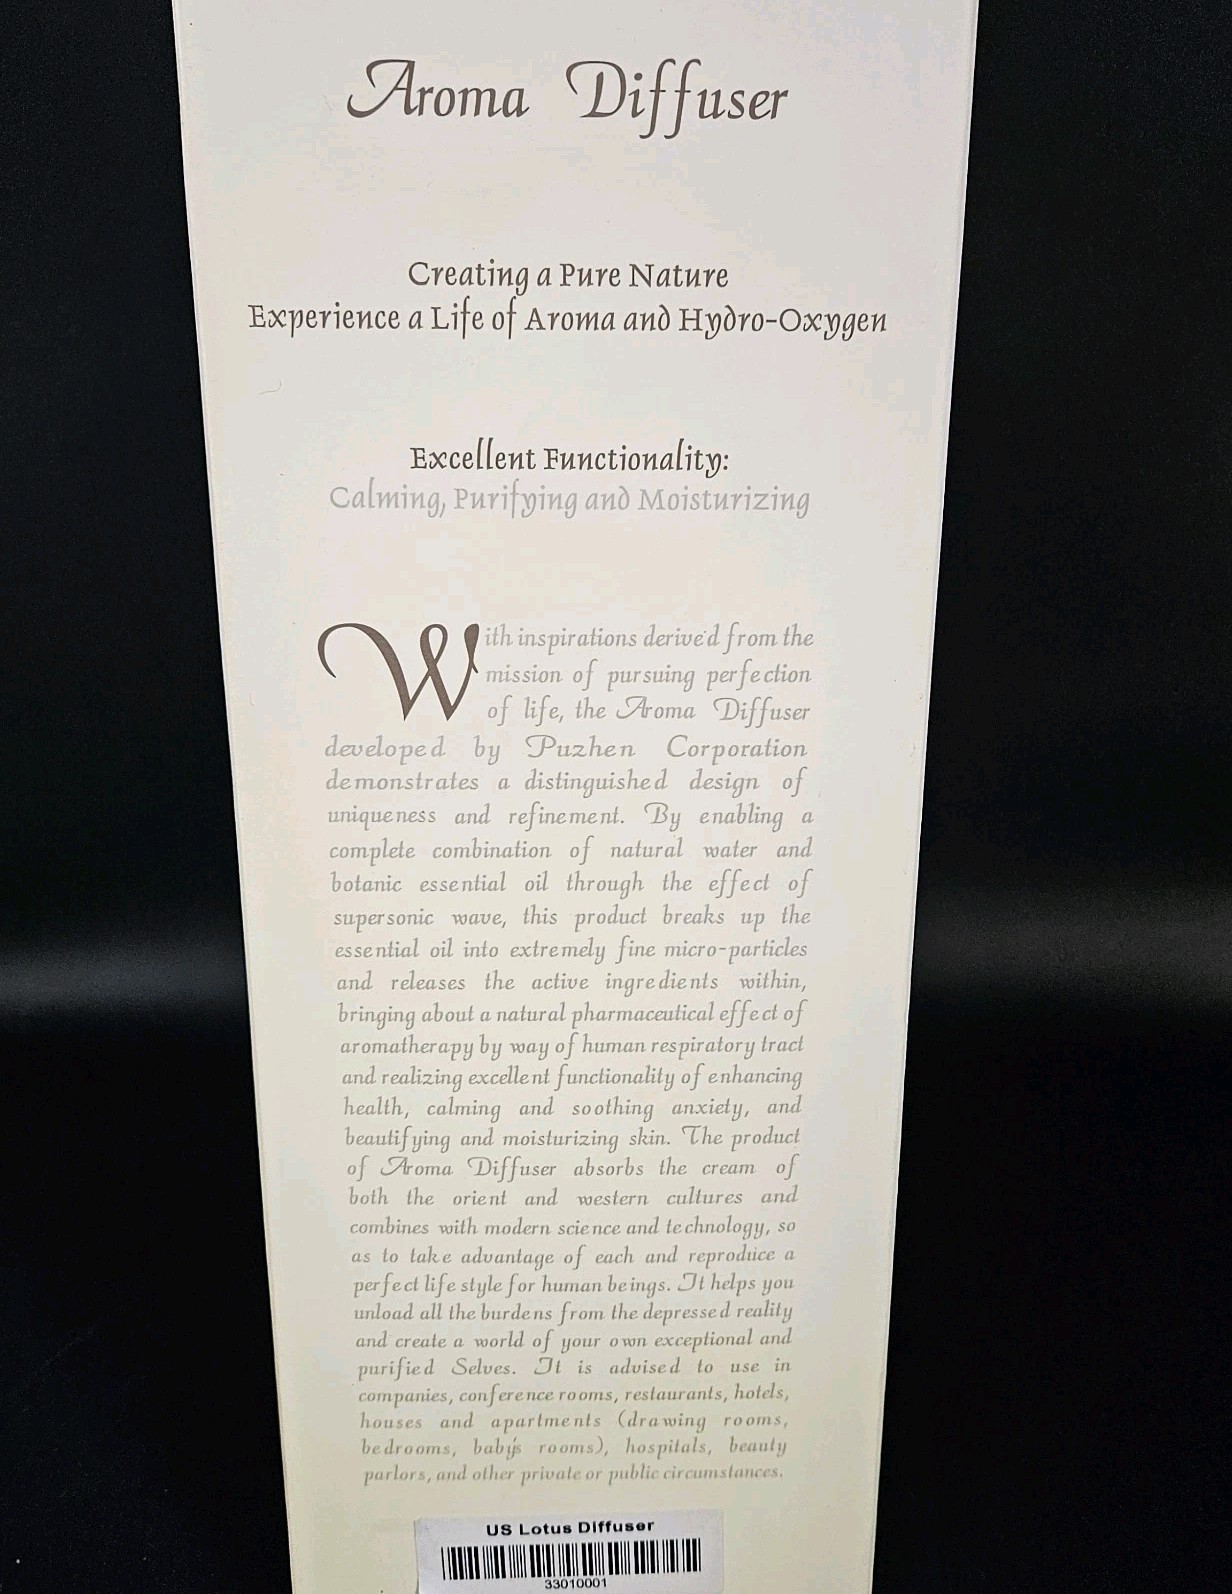 Aroma Diffuser
Creating a Pure Nature
Experience a Life of Aroma and Hydro-Oxygen
Excellent Functionality:
Calming, Purifying and Moisturizing
With inspirations derived from the
mission of pursuing perfection
of life, the Aroma Diffuser
developed by Puzhen Corporation
demonstrates a distinguished design of
uniqueness and refinement. By enabling a
complete combination of natural water and
botanic essential oil through the effect of
supersonic wave, this product breaks up the
essential oil into extremely fine micro-particles
and releases the active ingredients within,
bringing about a natural pharmaceutical effect of
aromatherapy by way of human respiratory tract
and realizing excellent functionality of enhancing
health, calming and soothing anxiety, and
beautifying and moisturizing skin. The product
of Aroma Diffuser absorbs the cream of
both the orient and western cultures and
combines with modern science and technology, so
as to take advantage of each and reproduce a
perfect life style for human beings. It helps you
unload all the burdens from the depressed reality
and create a world of your own exceptional and
purified Selves. It is advised to use in
companies, conference rooms, restaurants, hotels,
houses and apartments (drawing rooms,
bedrooms, baby's rooms), hospitals, beauty
parlors, and other private or public circumstances.
US Lotus Diffuser
33010001